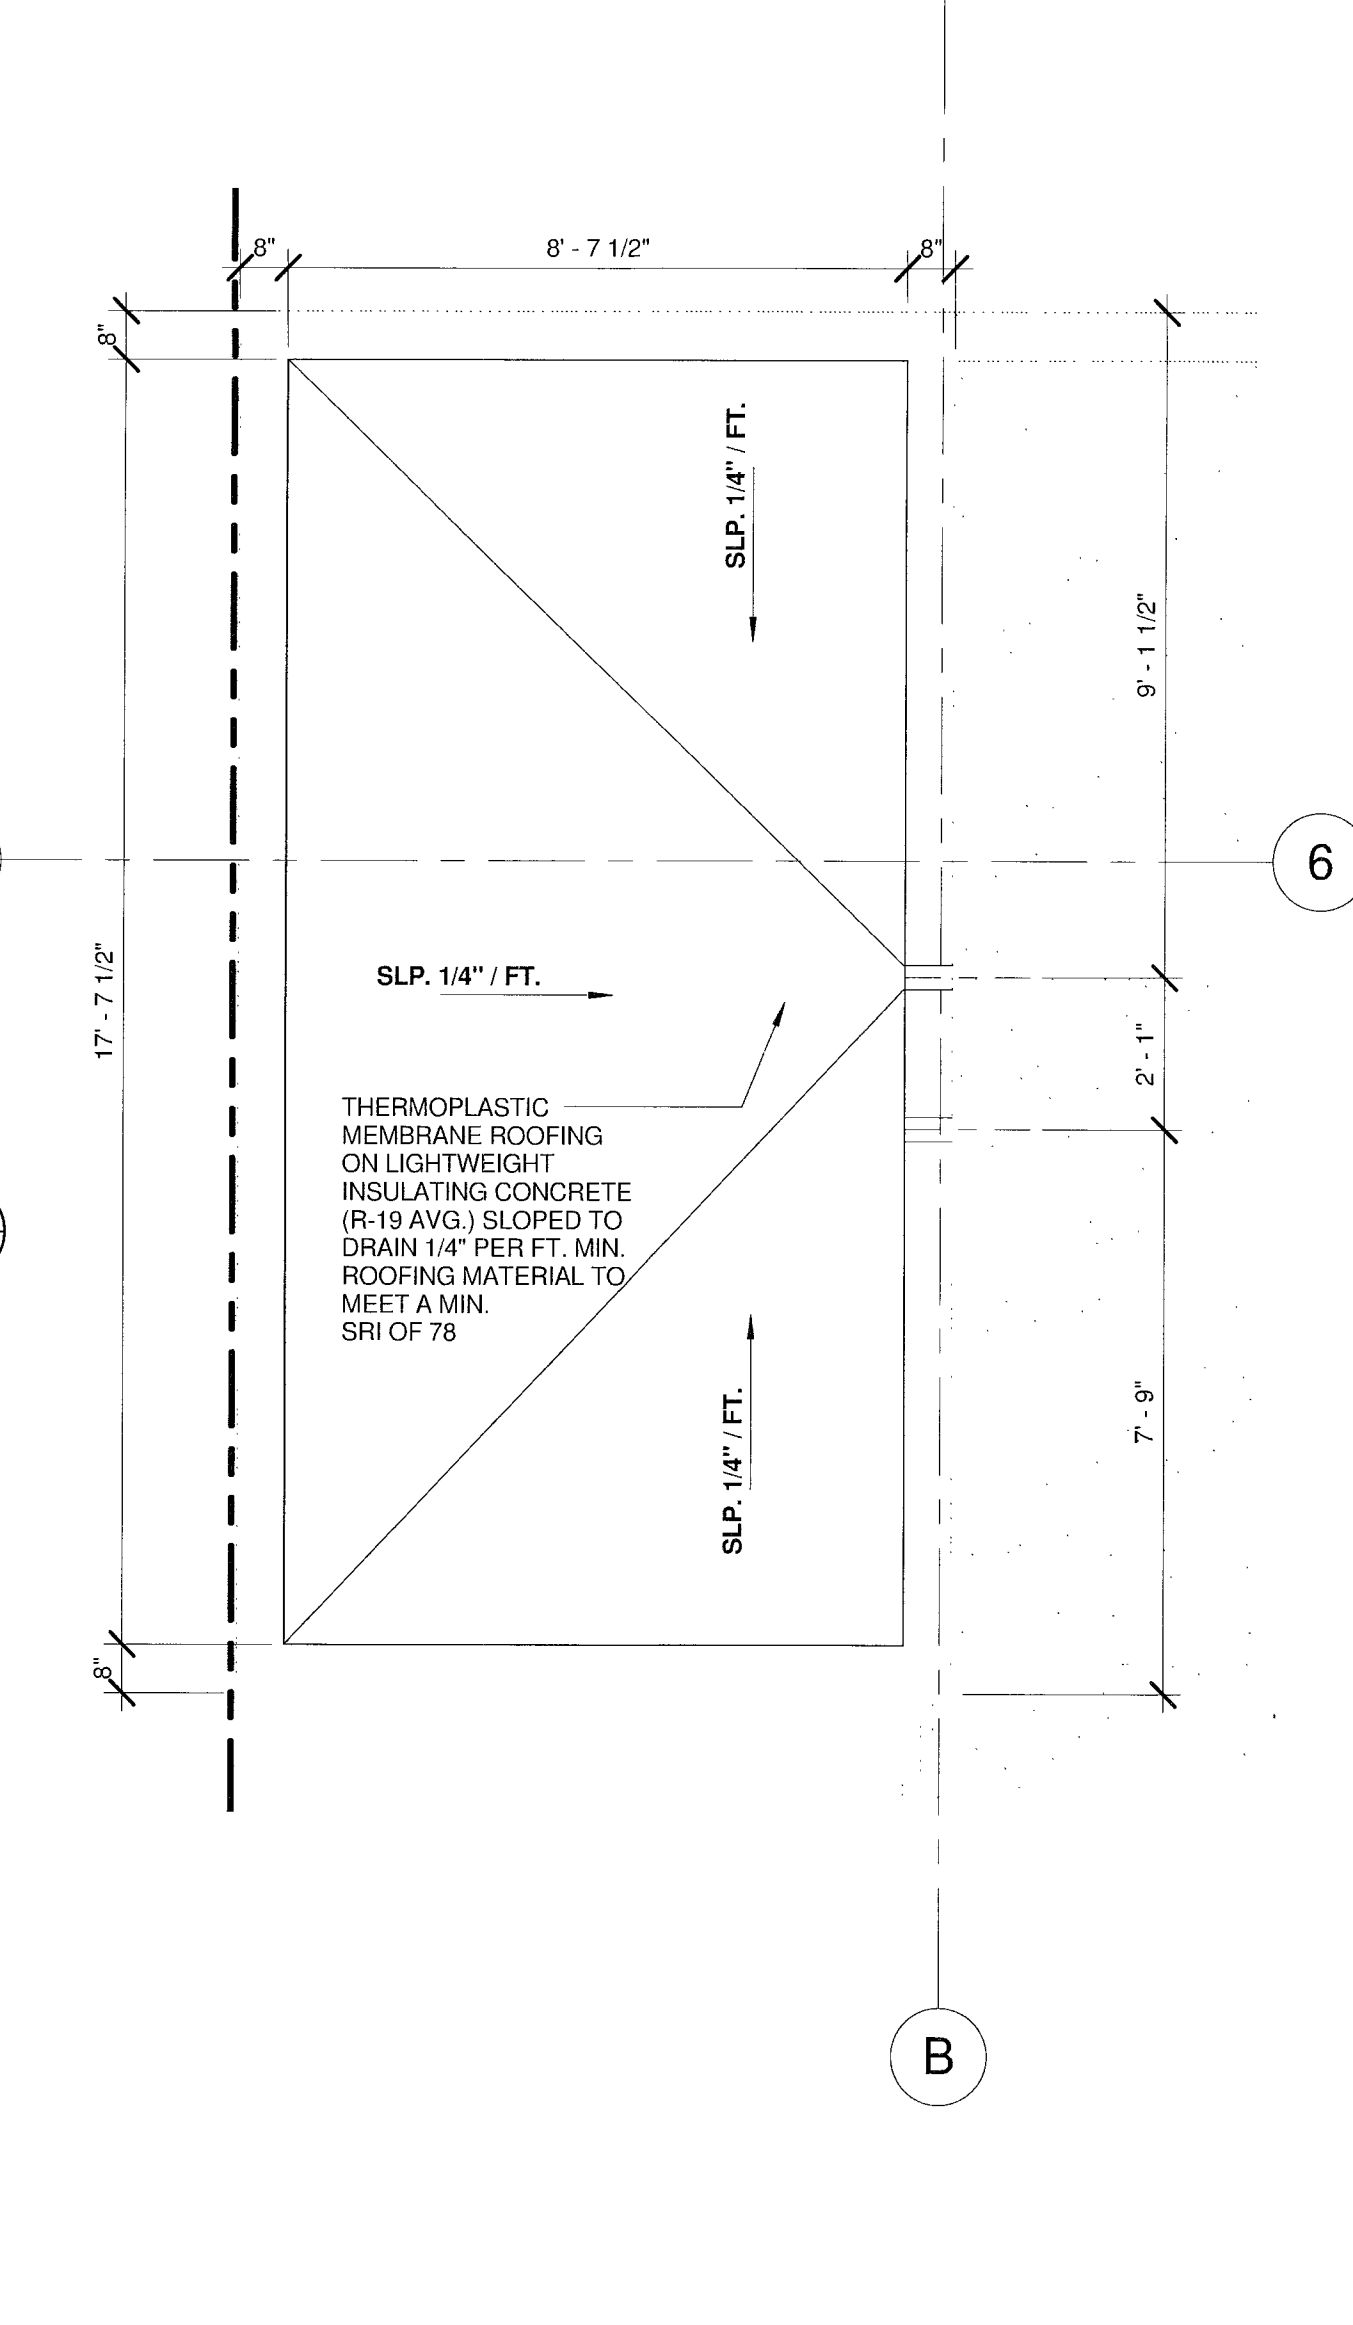 8"
8' - 7 1/2"
8"
8"
SLP. 1/4" / FT.
9' - 1 1/2"
6
17' - 7 1/2"
SLP. 1/4" / FT.
2' - 1"
THERMOPLASTIC
MEMBRANE ROOFING
ON LIGHTWEIGHT
INSULATING CONCRETE
(R-19 AVG.) SLOPED TO
DRAIN 1/4" PER FT. MIN.
ROOFING MATERIAL TO
MEET A MIN.
SRI OF 78
SLP. 1/4" / FT.
7' - 9"
8"
B